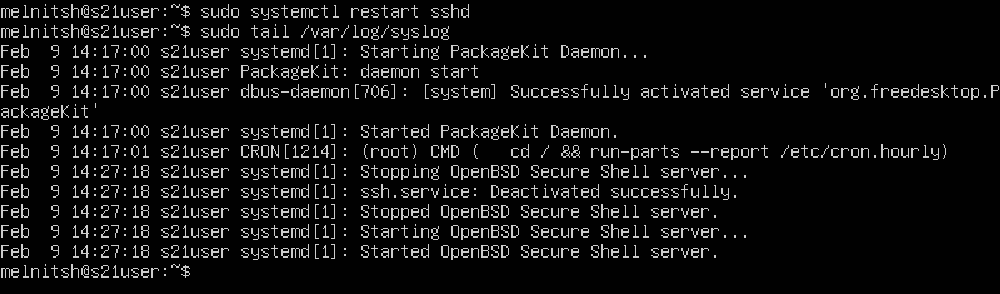 melnitsh@s21user:~$ sudo systemctl restart sshd
melnitsh@s21user:~$ sudo tail /var/log/syslog
Feb  9 14:17:00 s21user systemd[1]: Starting PackageKit Daemon...
Feb  9 14:17:00 s21user PackageKit: daemon start
Feb  9 14:17:00 s21user dbus-daemon[706]: [system] Successfully activated service 'org.freedesktop.P
ackageKit'
Feb  9 14:17:00 s21user systemd[1]: Started PackageKit Daemon.
Feb  9 14:17:01 s21user CRON[1214]: (root) CMD (   cd / && run-parts --report /etc/cron.hourly)
Feb  9 14:27:18 s21user systemd[1]: Stopping OpenBSD Secure Shell server...
Feb  9 14:27:18 s21user systemd[1]: ssh.service: Deactivated successfully.
Feb  9 14:27:18 s21user systemd[1]: Stopped OpenBSD Secure Shell server.
Feb  9 14:27:18 s21user systemd[1]: Starting OpenBSD Secure Shell server...
Feb  9 14:27:18 s21user systemd[1]: Started OpenBSD Secure Shell server.
melnitsh@s21user:~$